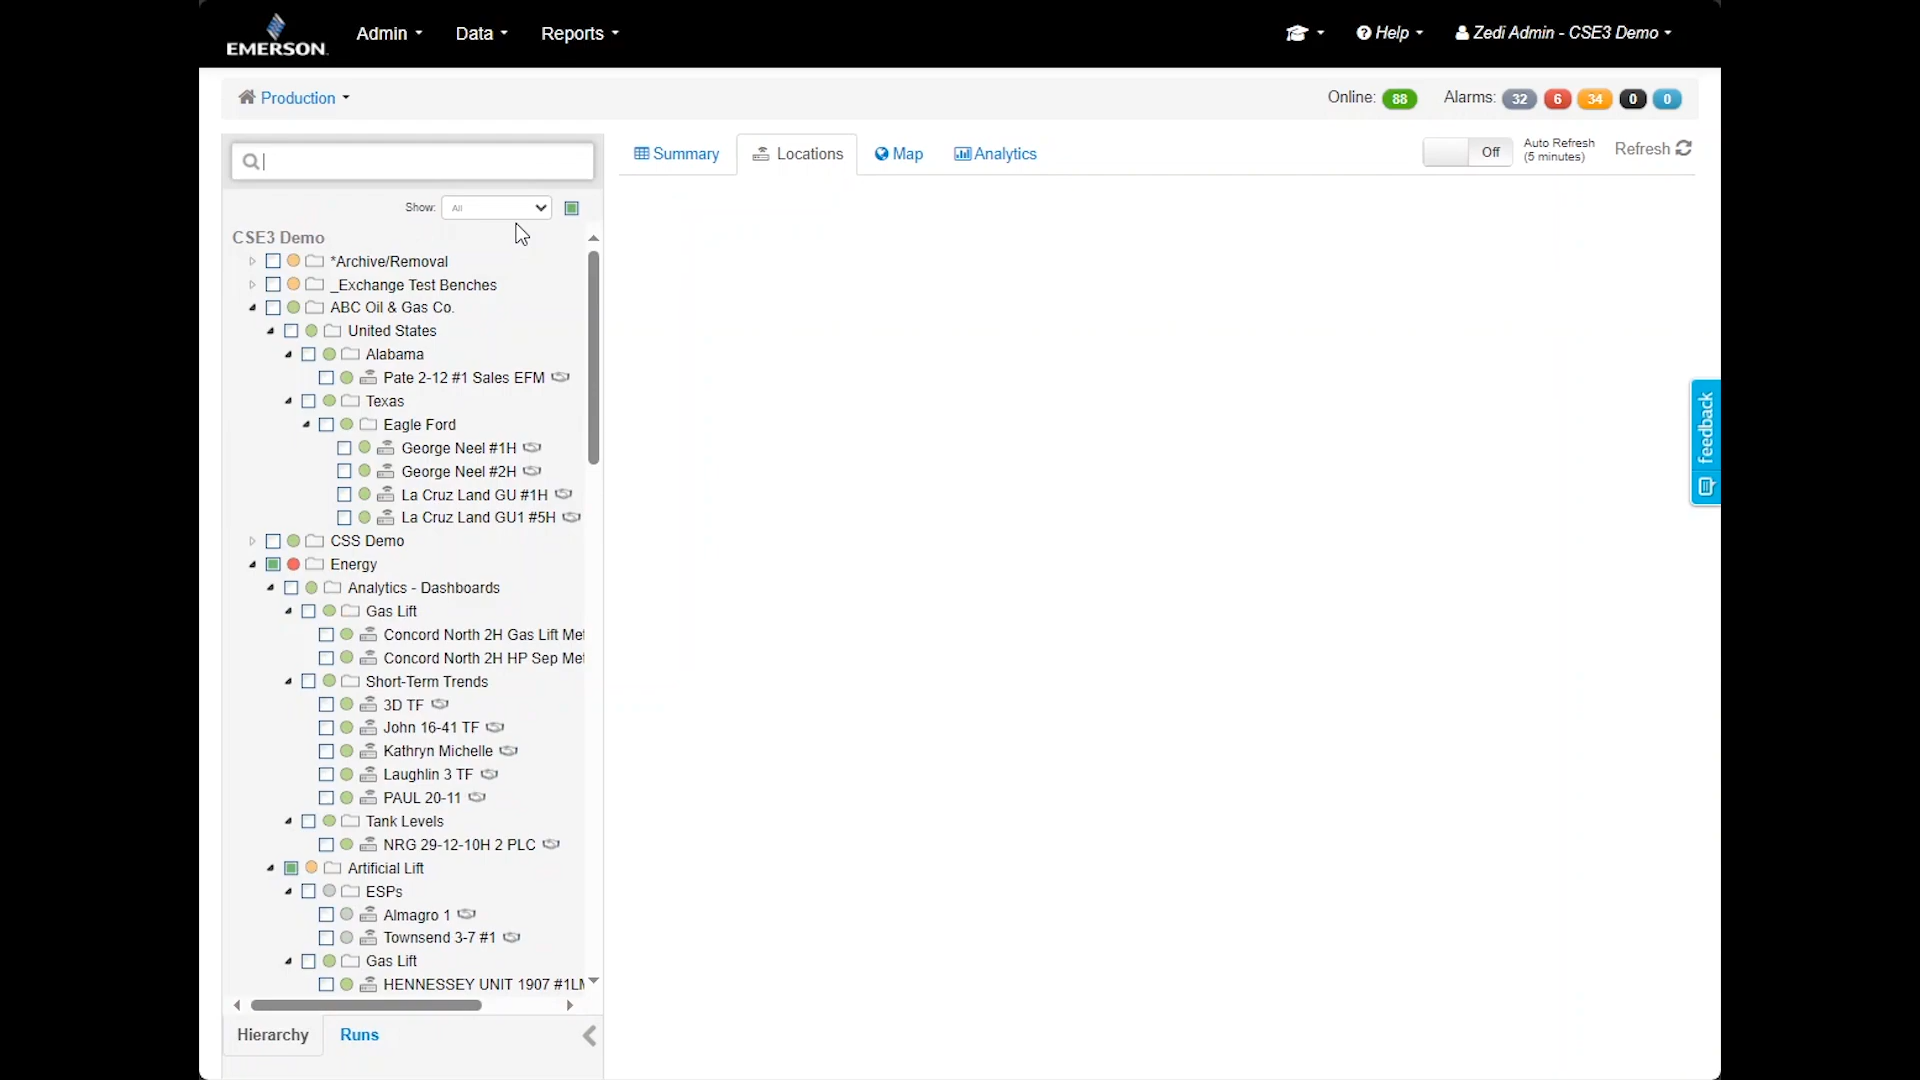 EMERSON
Admin
Data
Reports
Help
Zedi Admin - CSE3 Demo
Production
Online: 88
Alarms: 32 6 34 0 0
Summary
Locations
Map
Analytics
Off
Auto Refresh
(5 minutes)
Refresh
Show: All
CSE3 Demo
*Archive/Removal
_Exchange Test Benches
ABC Oil & Gas Co.
United States
Alabama
Pate 2-12 #1 Sales EFM
Texas
Eagle Ford
George Neel #1H
George Neel #2H
La Cruz Land GU #1H
La Cruz Land GU1 #5H
CSS Demo
Energy
Analytics - Dashboards
Gas Lift
Concord North 2H Gas Lift Met
Concord North 2H HP Sep Met
Short-Term Trends
3D TF
John 16-41 TF
Kathryn Michelle
Laughlin 3 TF
PAUL 20-11
Tank Levels
NRG 29-12-10H 2 PLC
Artificial Lift
ESPs
Almagro 1
Townsend 3-7 #1
Gas Lift
HENNESSEY UNIT 1907 #1LM
Hierarchy
Runs
feedback